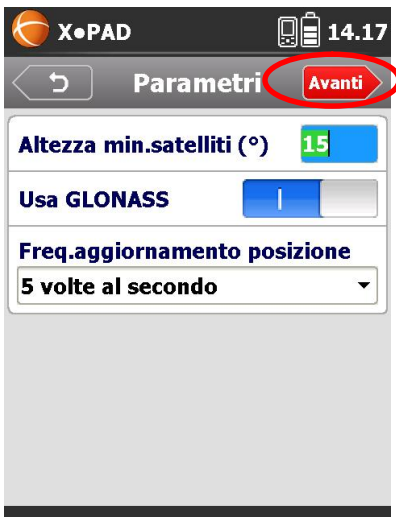 X•PAD 14.17
Parametri Avanti
Altezza min.satelliti (°) 15
Usa GLONASS
Freq.aggiornamento posizione
5 volte al secondo